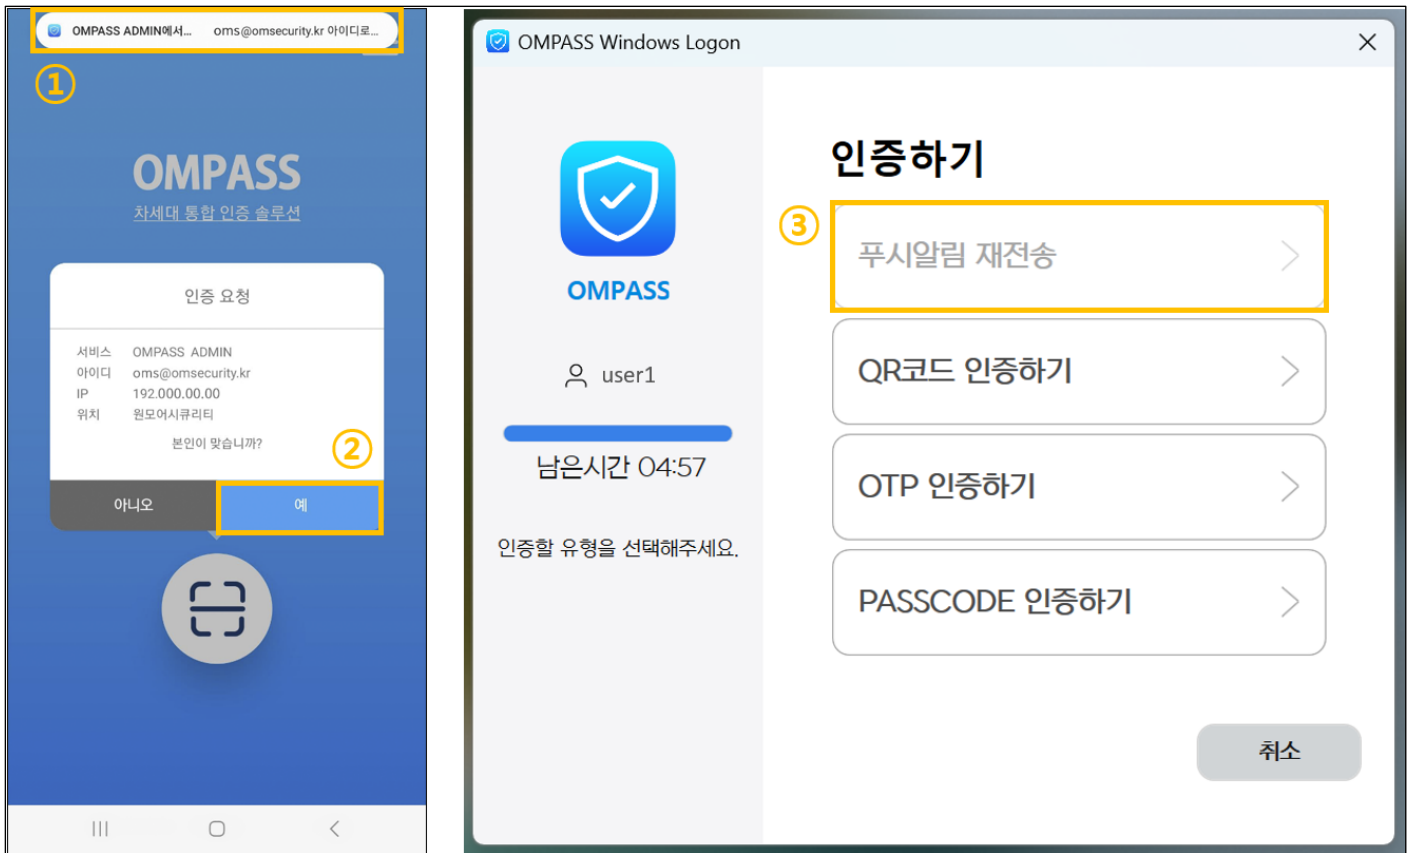 OMPASS ADMIN에서... oms@omsecurity.kr 아이디로...
①
OMPASS
차세대 통합 인증 솔루션
인증 요청
서비스 OMPASS ADMIN
아이디 oms@omsecurity.kr
IP 192.000.00.00
위치 원모어시큐리티
본인이 맞습니까?
②
아니오 예
OMPASS Windows Logon
OMPASS
user1
남은시간 04:57
인증할 유형을 선택해주세요.
인증하기
③
푸시알림 재전송
QR코드 인증하기
OTP 인증하기
PASSCODE 인증하기
취소